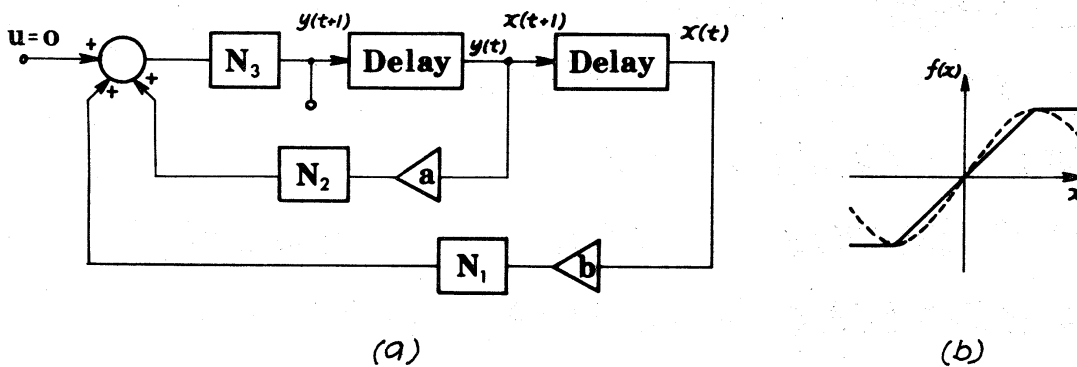 u=0
+
+
+
N3
y(t+1)
Delay
y(t)
x(t+1)
Delay
x(t)
N2
a
N1
b
(a)
f(x)
x
(b)